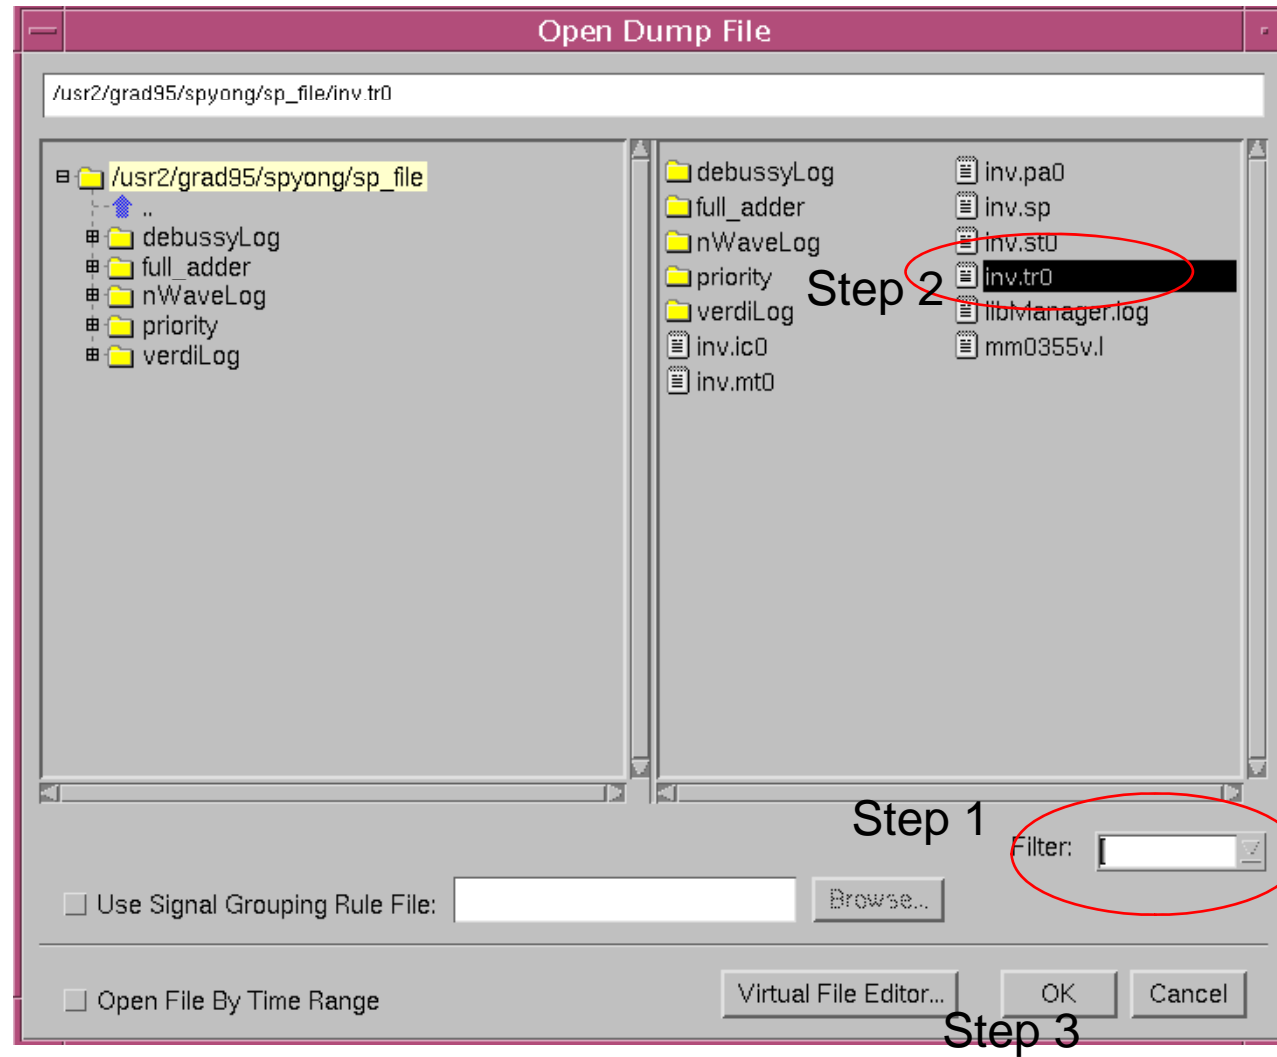 Open Dump File
/usr2/grad95/spyong/sp_file/inv.tr0
/usr2/grad95/spyong/sp_file
..
debussyLog
full_adder
nWaveLog
priority
verdiLog
debussyLog
full_adder
nWaveLog
priority
verdiLog
inv.ic0
inv.mt0
inv.pa0
inv.sp
inv.st0
inv.tr0
libManager.log
mm0355v.l
Step 2
Step 1
Filter:
Use Signal Grouping Rule File:
Browse...
Open File By Time Range
Virtual File Editor...
OK
Cancel
Step 3